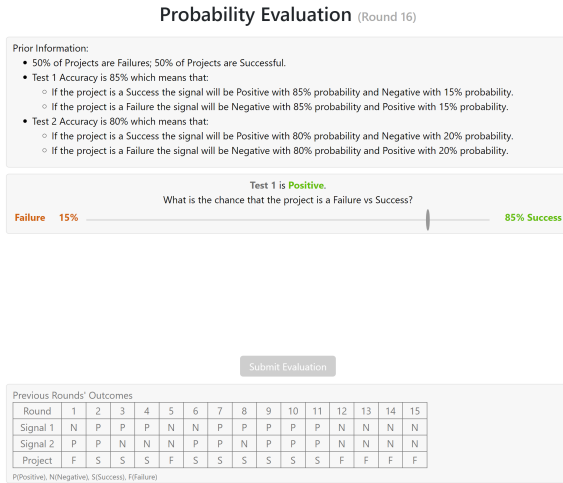 Probability Evaluation (Round 16)
Prior Information:
• 50% of Projects are Failures; 50% of Projects are Successful.
• Test 1 Accuracy is 85% which means that:
○ If the project is a Success the signal will be Positive with 85% probability and Negative with 15% probability.
○ If the project is a Failure the signal will be Negative with 85% probability and Positive with 15% probability.
• Test 2 Accuracy is 80% which means that:
○ If the project is a Success the signal will be Positive with 80% probability and Negative with 20% probability.
○ If the project is a Failure the signal will be Negative with 80% probability and Positive with 20% probability.
Test 1 is Positive.
What is the chance that the project is a Failure vs Success?
Failure 15% 85% Success
Submit Evaluation
Previous Rounds' Outcomes
Round 1 2 3 4 5 6 7 8 9 10 11 12 13 14 15
Signal 1 N P P P N N P P P P P N N N N
Signal 2 P P N N N P P N P P P N N N N
Project F S S S F S S S S S S F F F F
P(Positive), N(Negative), S(Success), F(Failure)